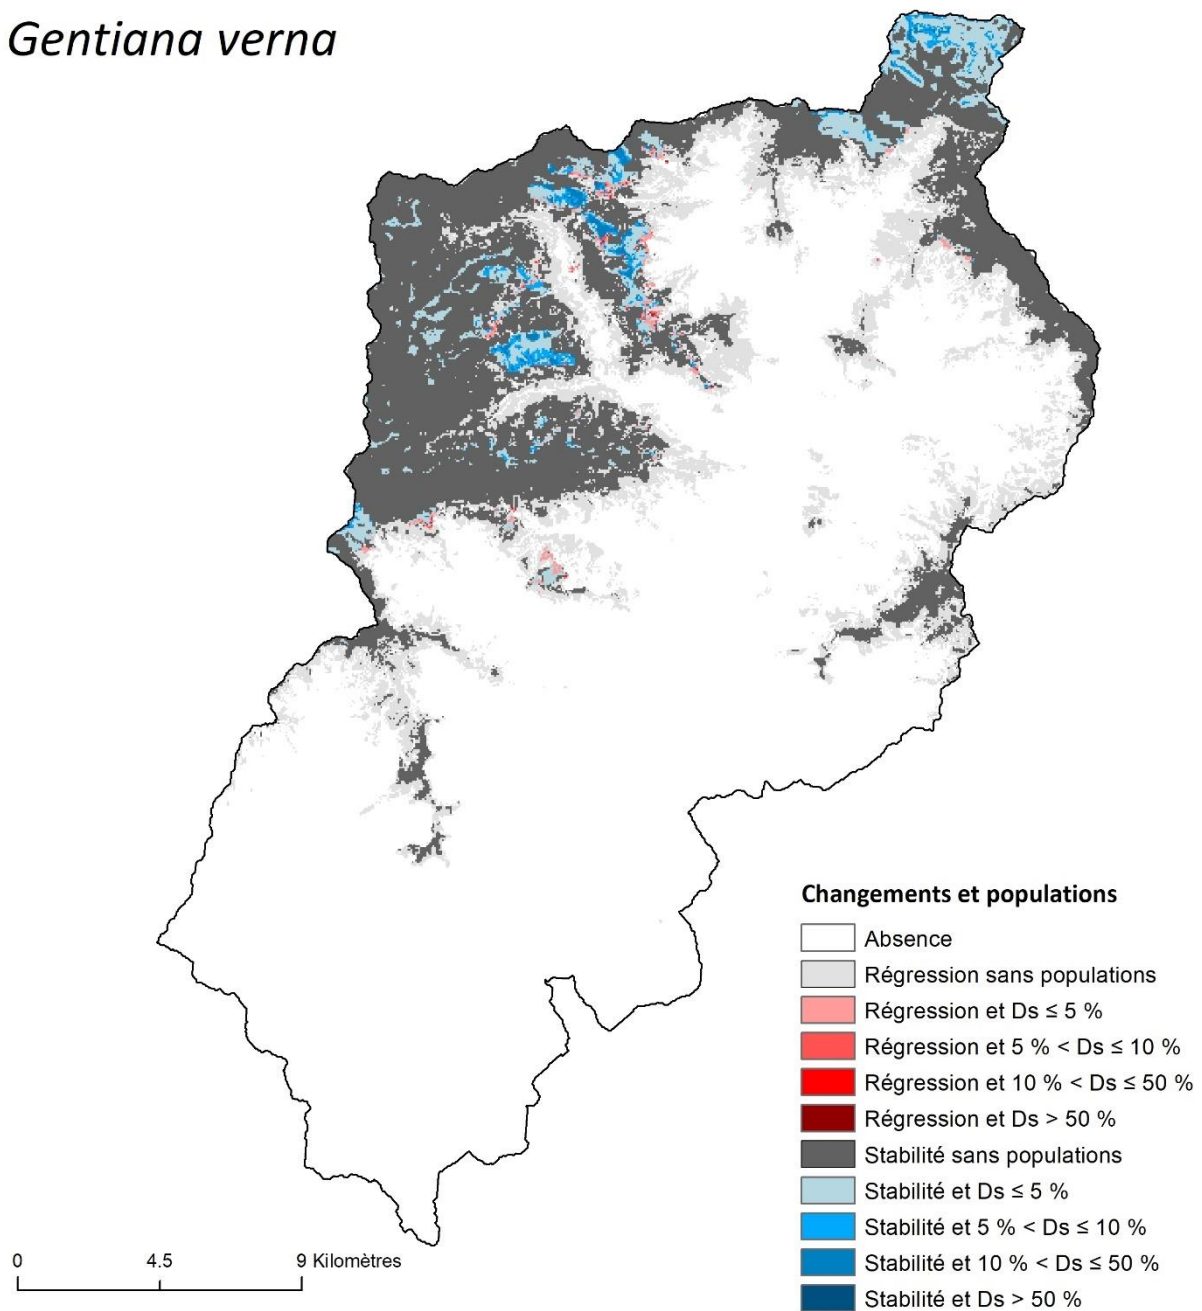 Gentiana verna
Changements et populations
Absence
Régression sans populations
Régression et Ds ≤ 5 %
Régression et 5 % < Ds ≤ 10 %
Régression et 10 % < Ds ≤ 50 %
Régression et Ds > 50 %
Stabilité sans populations
Stabilité et Ds ≤ 5 %
Stabilité et 5 % < Ds ≤ 10 %
Stabilité et 10 % < Ds ≤ 50 %
Stabilité et Ds > 50 %
0 4.5 9 Kilomètres